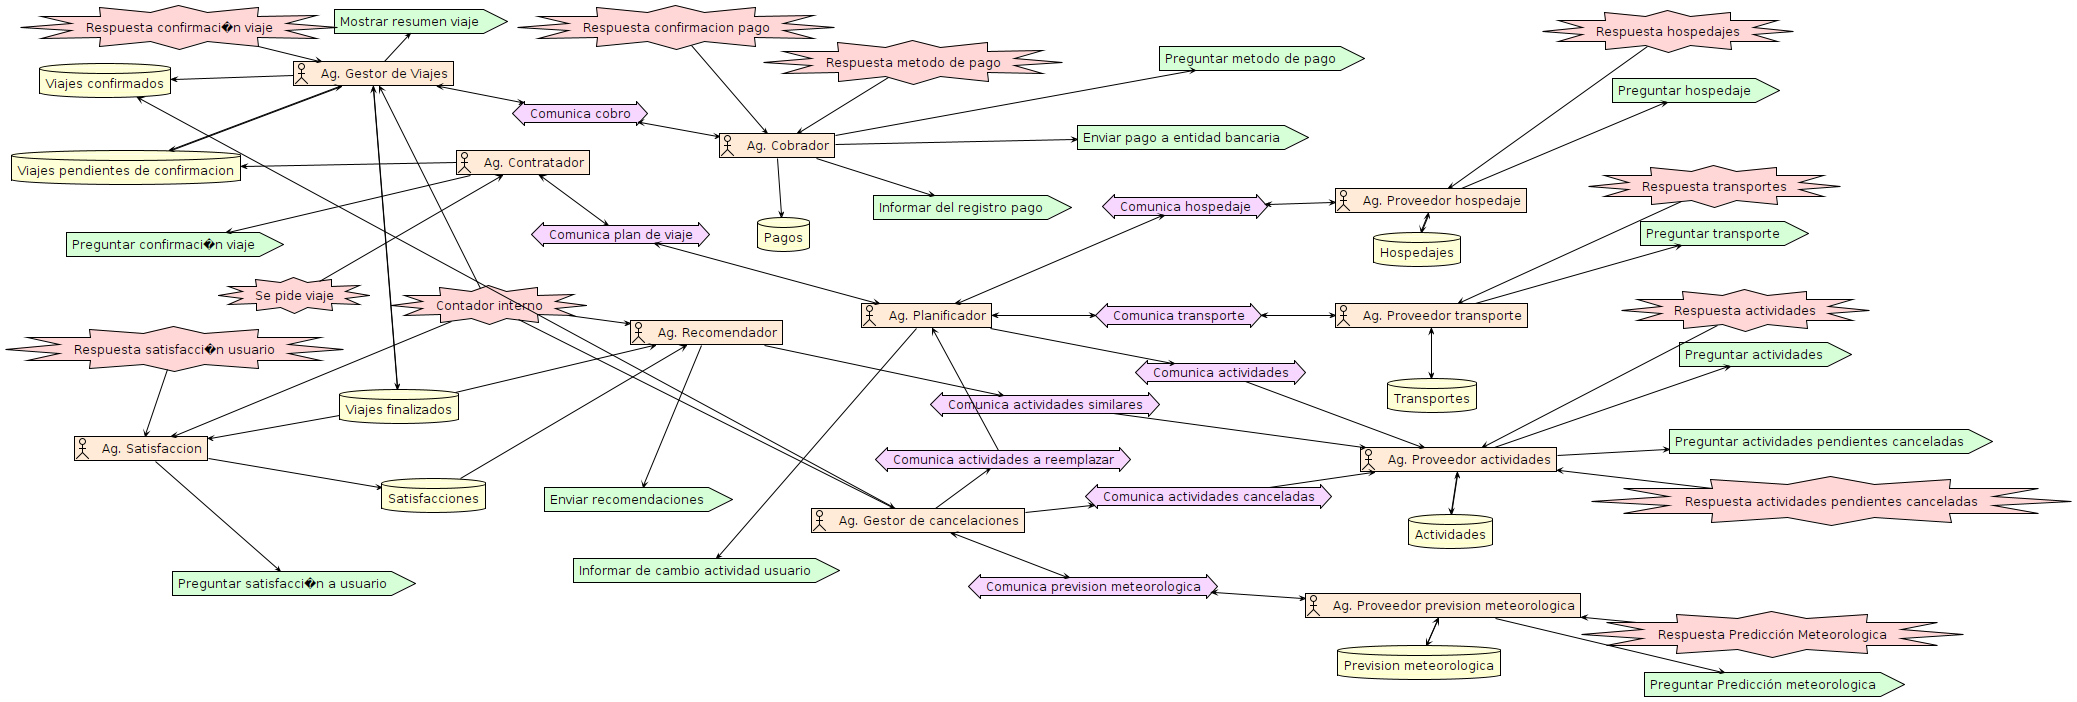 Respuesta confirmaci�n viaje
Mostrar resumen viaje
Respuesta confirmacion pago
Respuesta hospedajes
Respuesta metodo de pago
Preguntar metodo de pago
Ag. Gestor de Viajes
Viajes confirmados
Preguntar hospedaje
Comunica cobro
Enviar pago a entidad bancaria
Ag. Cobrador
Ag. Contratador
Viajes pendientes de confirmacion
Respuesta transportes
Ag. Proveedor hospedaje
Comunica hospedaje
Informar del registro pago
Comunica plan de viaje
Preguntar transporte
Pagos
Preguntar confirmaci�n viaje
Hospedajes
Se pide viaje
Contador interno
Respuesta actividades
Ag. Planificador
Comunica transporte
Ag. Proveedor transporte
Ag. Recomendador
Respuesta satisfacci�n usuario
Preguntar actividades
Comunica actividades
Transportes
Comunica actividades similares
Viajes finalizados
Preguntar actividades pendientes canceladas
Ag. Satisfaccion
Comunica actividades a reemplazar
Ag. Proveedor actividades
Satisfacciones
Enviar recomendaciones
Comunica actividades canceladas
Respuesta actividades pendientes canceladas
Ag. Gestor de cancelaciones
Actividades
Informar de cambio actividad usuario
Preguntar satisfacci�n a usuario
Comunica prevision meteorologica
Ag. Proveedor prevision meteorologica
Respuesta Predicción Meteorologica
Prevision meteorologica
Preguntar Predicción meteorologica